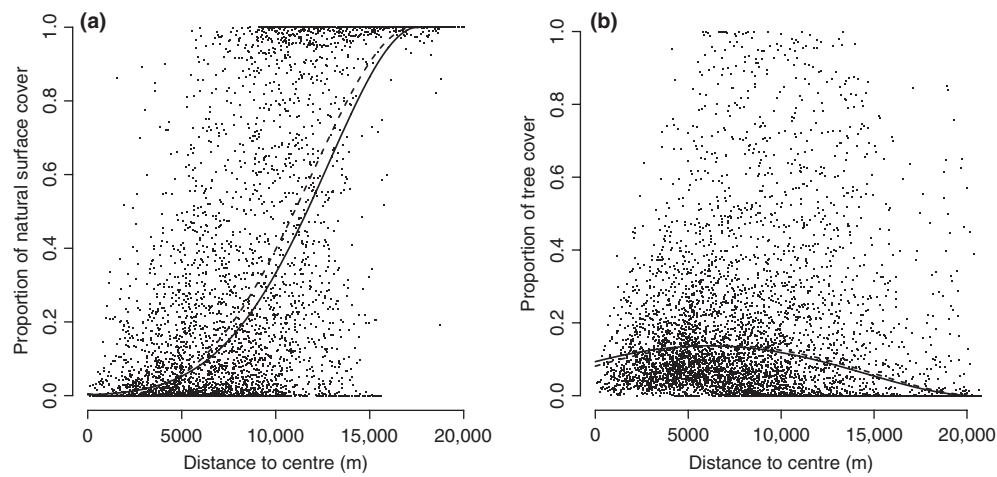 (a)
Proportion of natural surface cover
1.0
0.8
0.6
0.4
0.2
0.0
0 5000 10,000 15,000 20,000
Distance to centre (m)
(b)
Proportion of tree cover
1.0
0.8
0.6
0.4
0.2
0.0
0 5000 10,000 15,000 20,000
Distance to centre (m)